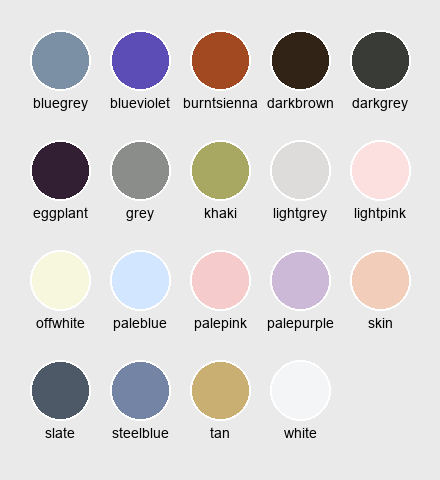 bluegrey blueviolet burntsienna darkbrown darkgrey
eggplant grey khaki lightgrey lightpink
offwhite paleblue palepink palepurple skin
slate steelblue tan white